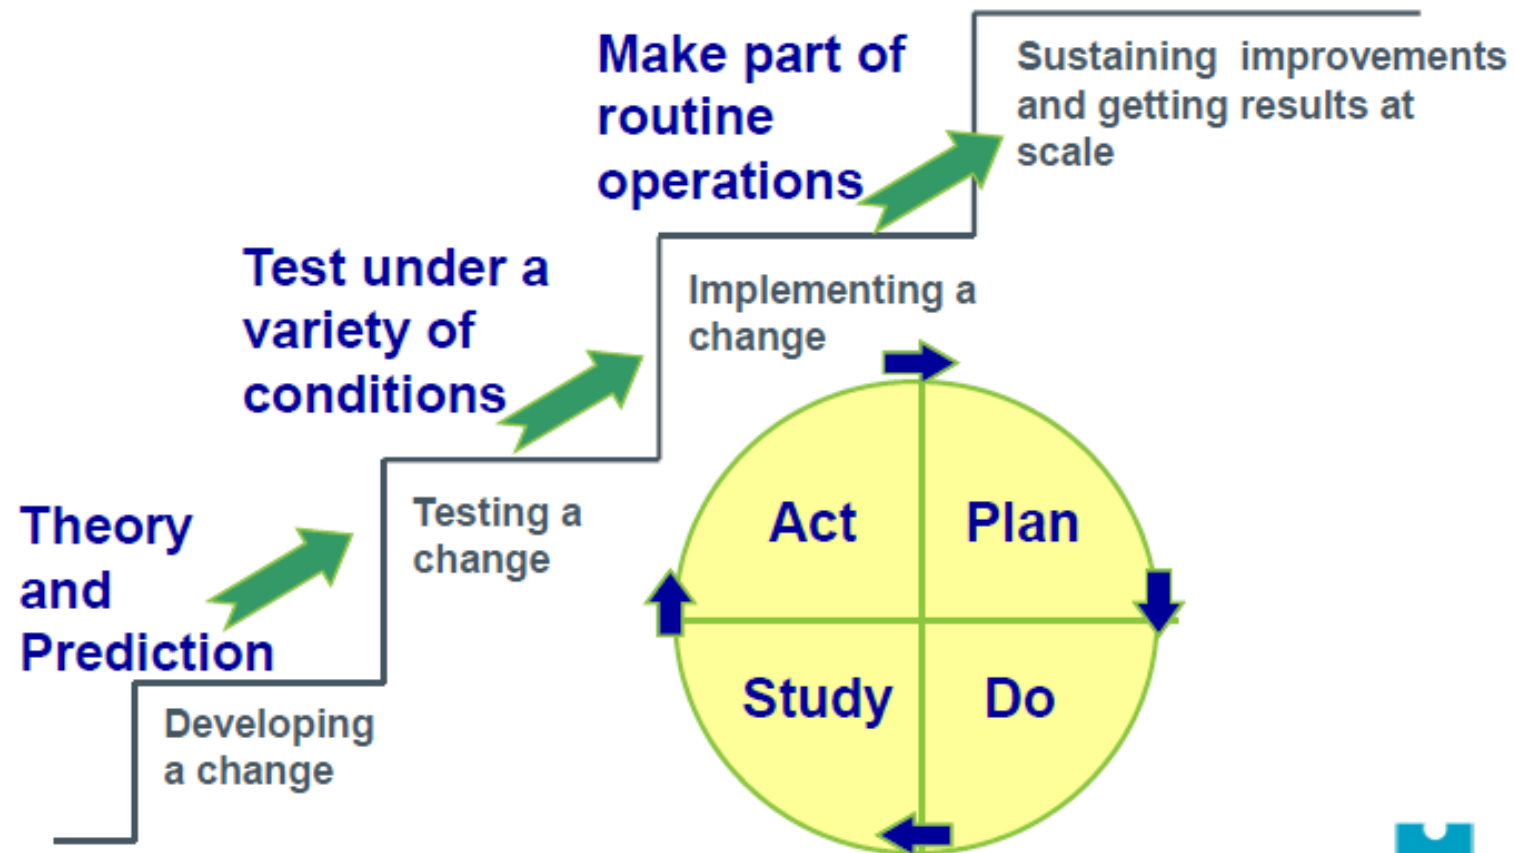 Make part of
routine
operations
Sustaining improvements
and getting results at
scale
Test under a
variety of
conditions
Implementing a
change
Theory
and
Prediction
Testing a
change
Developing
a change
Act
Plan
Study
Do